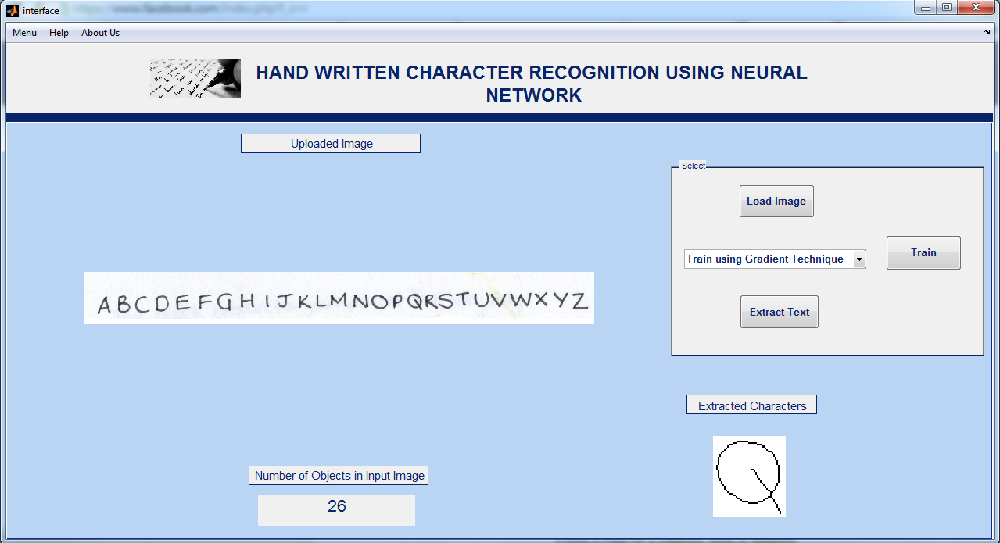 interface
Menu Help About Us
HAND WRITTEN CHARACTER RECOGNITION USING NEURAL
NETWORK
Uploaded Image
Select
Load Image
Train using Gradient Technique
Train
A B C D E F G H I J K L M N O P Q R S T U V W X Y Z
Extract Text
Extracted Characters
Q
Number of Objects in Input Image
26